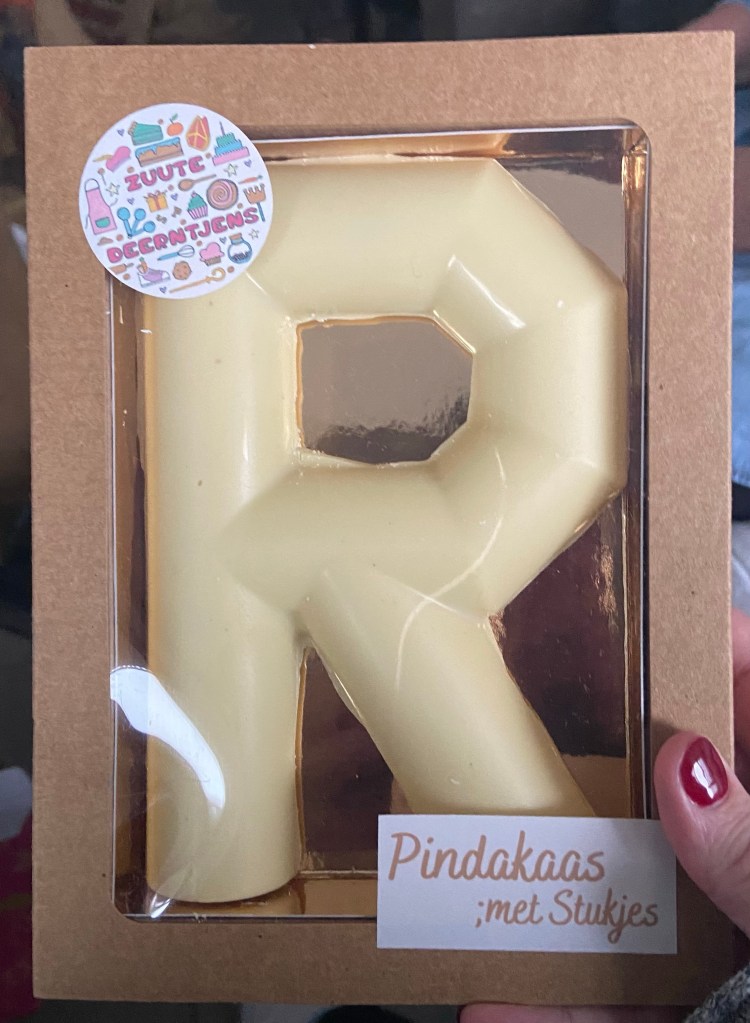 ZUUTE
DEERNTJENS
R
Pindakaas
;met Stukjes